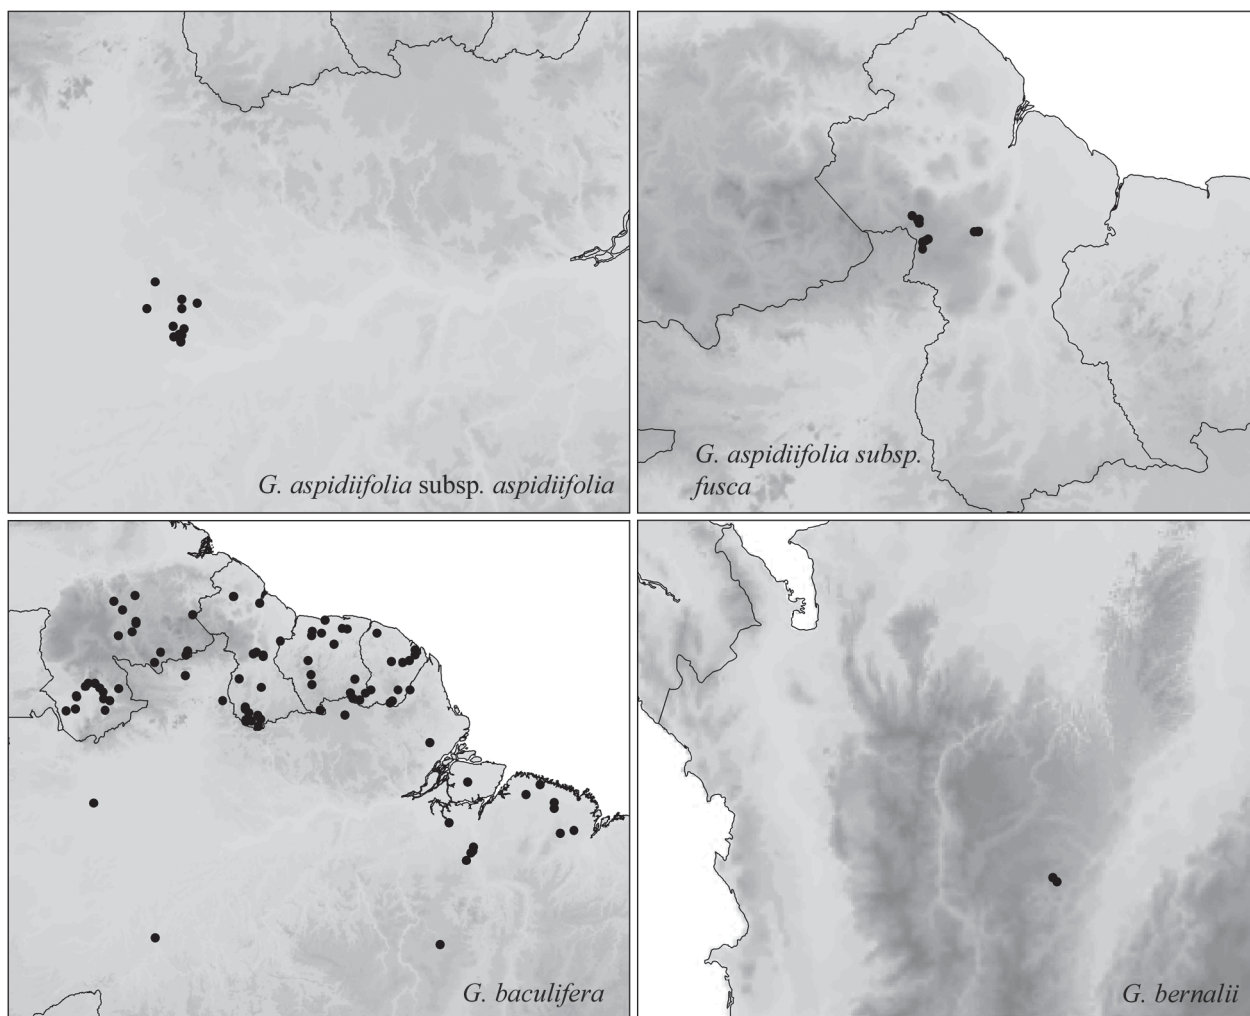 G. aspidiifolia subsp. aspidiifolia
G. aspidiifolia subsp.
fusca
G. baculifera
G. bernalii